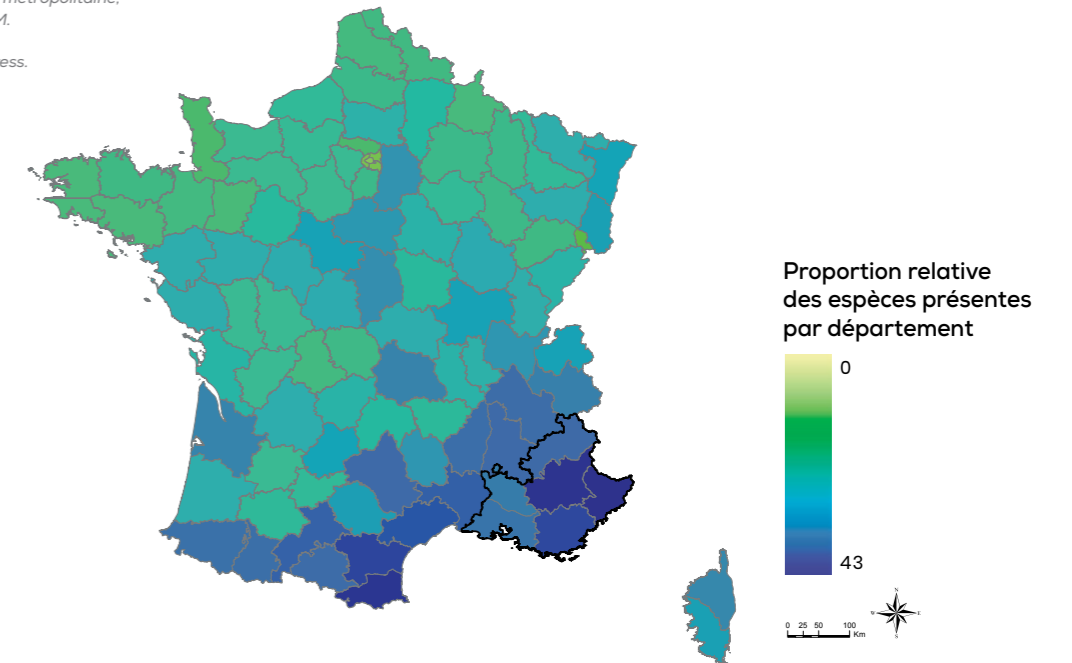 métropolitaine,
ess.
Proportion relative
des espèces présentes
par département
0
43
N
E
S
0 25 50 100
Km